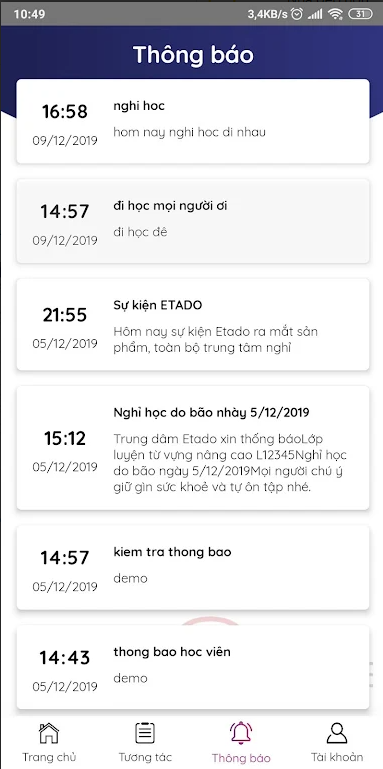 10:49
3,4KB/s
31
Thông báo
16:58
09/12/2019
nghi hoc
hom nay nghi hoc di nhau
14:57
09/12/2019
đi học mọi người ơi
đi học đê
21:55
05/12/2019
Sự kiện ETADO
Hôm nay sự kiện Etado ra mắt sản
phẩm, toàn bộ trung tâm nghỉ
15:12
05/12/2019
Nghỉ học do bão nhày 5/12/2019
Trung dâm Etado xin thống báoLớp
luyện từ vựng nâng cao L12345Nghỉ học
do bão ngày 5/12/2019Mọi người chú ý
giữ gìn sức khoẻ và tự ôn tập nhé.
14:57
05/12/2019
kiem tra thong bao
demo
14:43
05/12/2019
thong bao hoc viên
demo
Trang chủ
Tương tác
Thông báo
Tài khoản